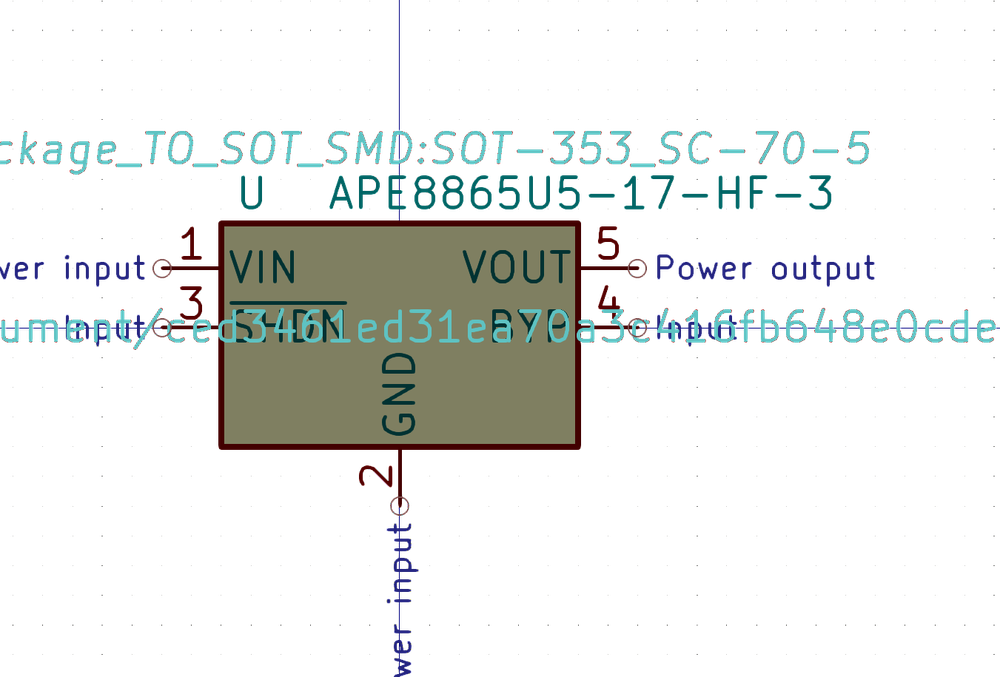 ckage_TO_SOT_SMD:SOT-353_SC-70-5
U APE8865U5-17-HF-3
1 5
wer input VIN VOUT Power output
3 4
Input SHDN BYP Input
ument/ced3461ed31ea70a3c416fb648e0cde
GND
2
wer input